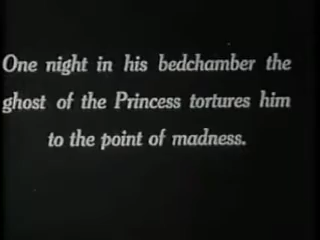 One night in his bedchamber the
ghost of the Princess tortures him
to the point of madness.